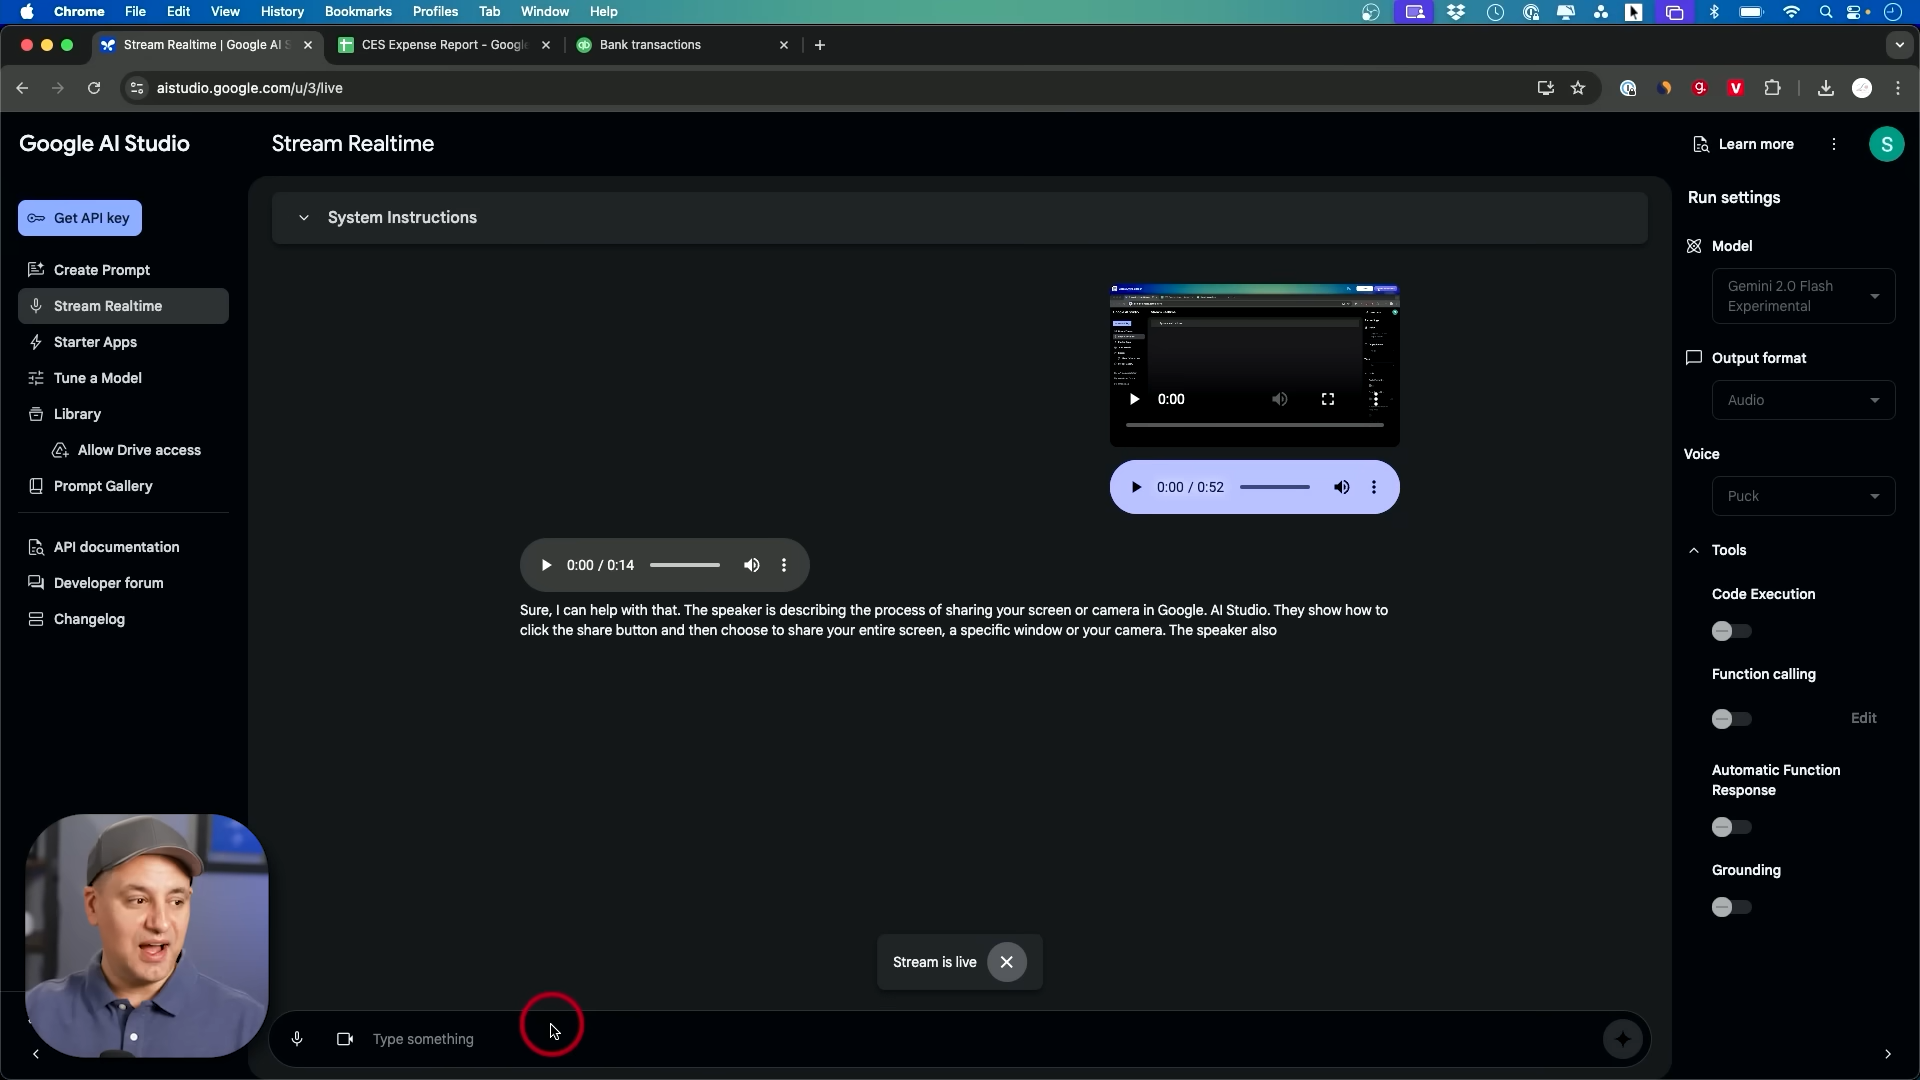 Chrome File Edit View History Bookmarks Profiles Tab Window Help
Stream Realtime | Google AI S
CES Expense Report - Google
Bank transactions
aistudio.google.com/u/3/live
Google AI Studio
Stream Realtime
Learn more
S
Get API key
Create Prompt
Stream Realtime
Starter Apps
Tune a Model
Library
Allow Drive access
Prompt Gallery
API documentation
Developer forum
Changelog
System Instructions
0:00
0:00 / 0:52
0:00 / 0:14
Sure, I can help with that. The speaker is describing the process of sharing your screen or camera in Google. AI Studio. They show how to
click the share button and then choose to share your entire screen, a specific window or your camera. The speaker also
Stream is live
Type something
Run settings
Model
Gemini 2.0 Flash
Experimental
Output format
Audio
Voice
Puck
Tools
Code Execution
Function calling
Edit
Automatic Function
Response
Grounding